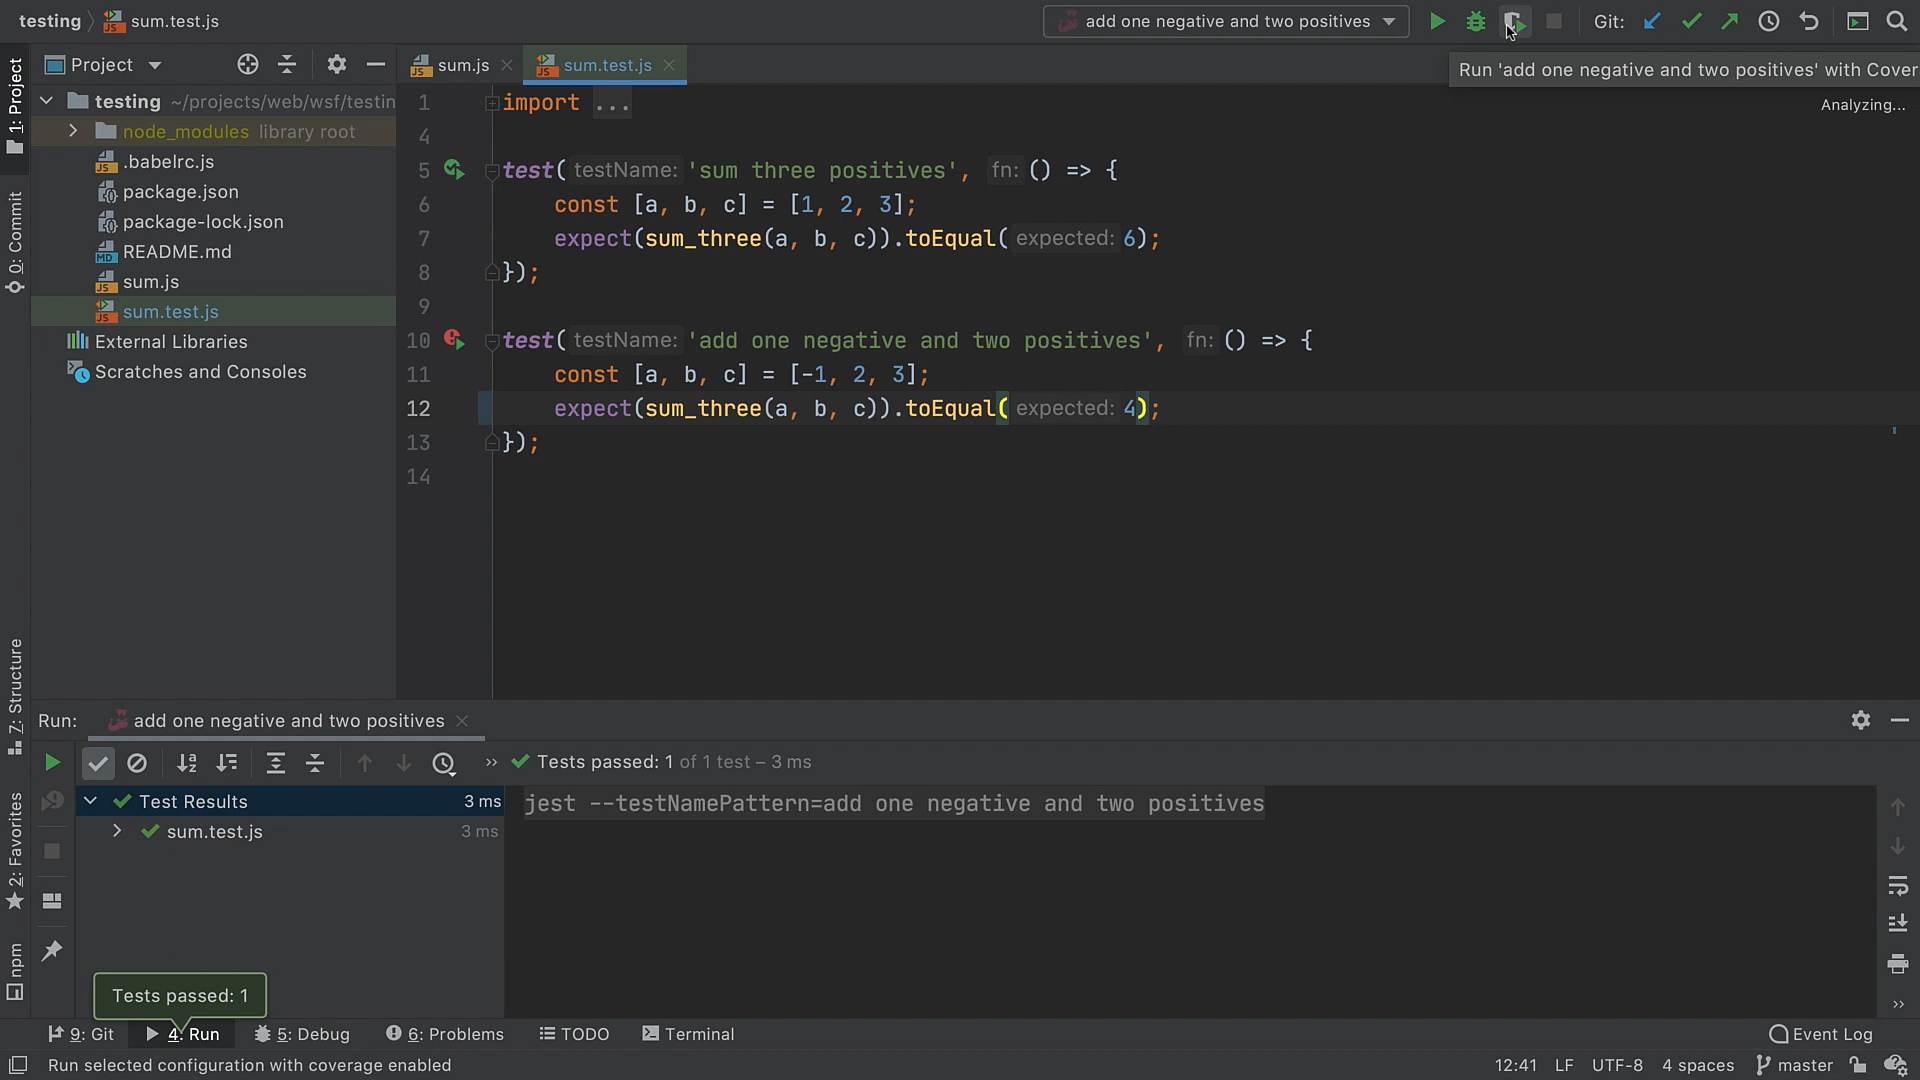 testing
sum.test.js
add one negative and two positives
Git:
1: Project
0: Commit
7: Structure
2: Favorites
npm
Project
sum.js
sum.test.js
Run 'add one negative and two positives' with Cover
Analyzing...
testing ~/projects/web/wsf/testin
node_modules library root
.babelrc.js
package.json
package-lock.json
README.md
sum.js
sum.test.js
External Libraries
Scratches and Consoles
1 import ...
4
5 test( testName: 'sum three positives', fn: () => {
6 const [a, b, c] = [1, 2, 3];
7 expect(sum_three(a, b, c)).toEqual( expected: 6);
8 });
9
10 test( testName: 'add one negative and two positives', fn: () => {
11 const [a, b, c] = [-1, 2, 3];
12 expect(sum_three(a, b, c)).toEqual( expected: 4);
13 });
14
Run: add one negative and two positives
Tests passed: 1 of 1 test – 3 ms
Test Results 3 ms
sum.test.js 3 ms
jest --testNamePattern=add one negative and two positives
Tests passed: 1
9: Git
4: Run
5: Debug
6: Problems
TODO
Terminal
Event Log
Run selected configuration with coverage enabled
12:41 LF UTF-8 4 spaces master